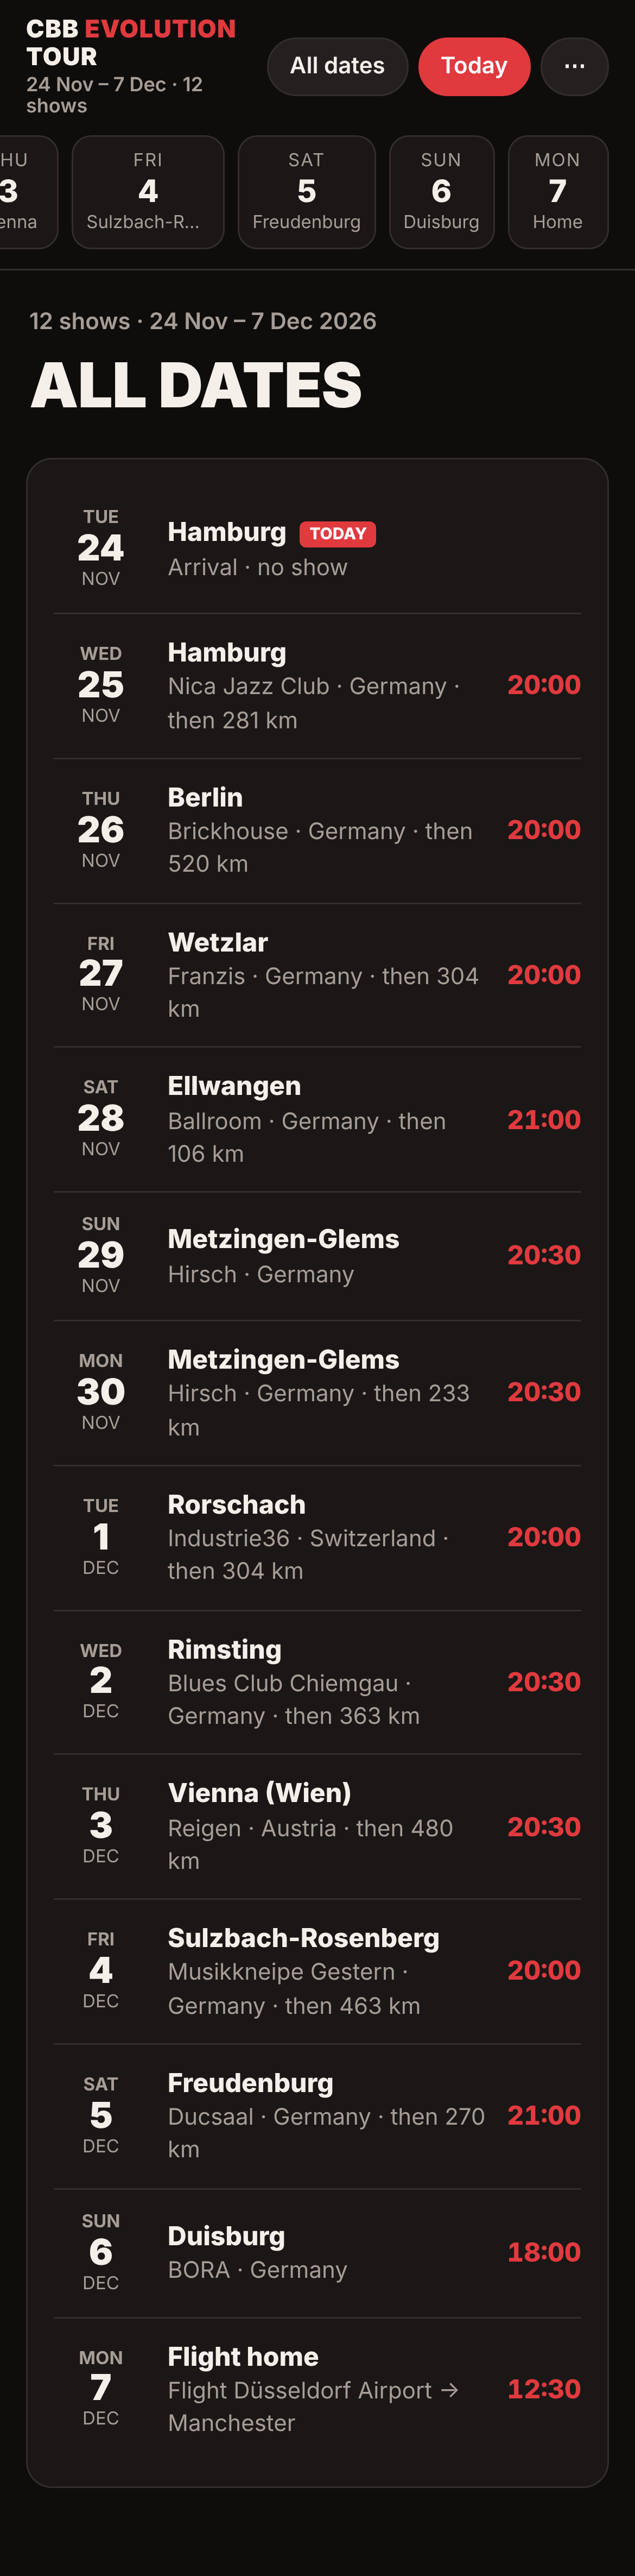 CBB EVOLUTION
TOUR
24 Nov – 7 Dec · 12
shows
All dates
Today
···
HU
3
enna
FRI
4
Sulzbach-R...
SAT
5
Freudenburg
SUN
6
Duisburg
MON
7
Home
12 shows · 24 Nov – 7 Dec 2026
ALL DATES
TUE
24
NOV
Hamburg TODAY
Arrival · no show
WED
25
NOV
Hamburg
Nica Jazz Club · Germany ·
then 281 km
20:00
THU
26
NOV
Berlin
Brickhouse · Germany · then
520 km
20:00
FRI
27
NOV
Wetzlar
Franzis · Germany · then 304
km
20:00
SAT
28
NOV
Ellwangen
Ballroom · Germany · then
106 km
21:00
SUN
29
NOV
Metzingen-Glems
Hirsch · Germany
20:30
MON
30
NOV
Metzingen-Glems
Hirsch · Germany · then 233
km
20:30
TUE
1
DEC
Rorschach
Industrie36 · Switzerland ·
then 304 km
20:00
WED
2
DEC
Rimsting
Blues Club Chiemgau ·
Germany · then 363 km
20:30
THU
3
DEC
Vienna (Wien)
Reigen · Austria · then 480
km
20:30
FRI
4
DEC
Sulzbach-Rosenberg
Musikkneipe Gestern ·
Germany · then 463 km
20:00
SAT
5
DEC
Freudenburg
Ducsaal · Germany · then 270
km
21:00
SUN
6
DEC
Duisburg
BORA · Germany
18:00
MON
7
DEC
Flight home
Flight Düsseldorf Airport →
Manchester
12:30